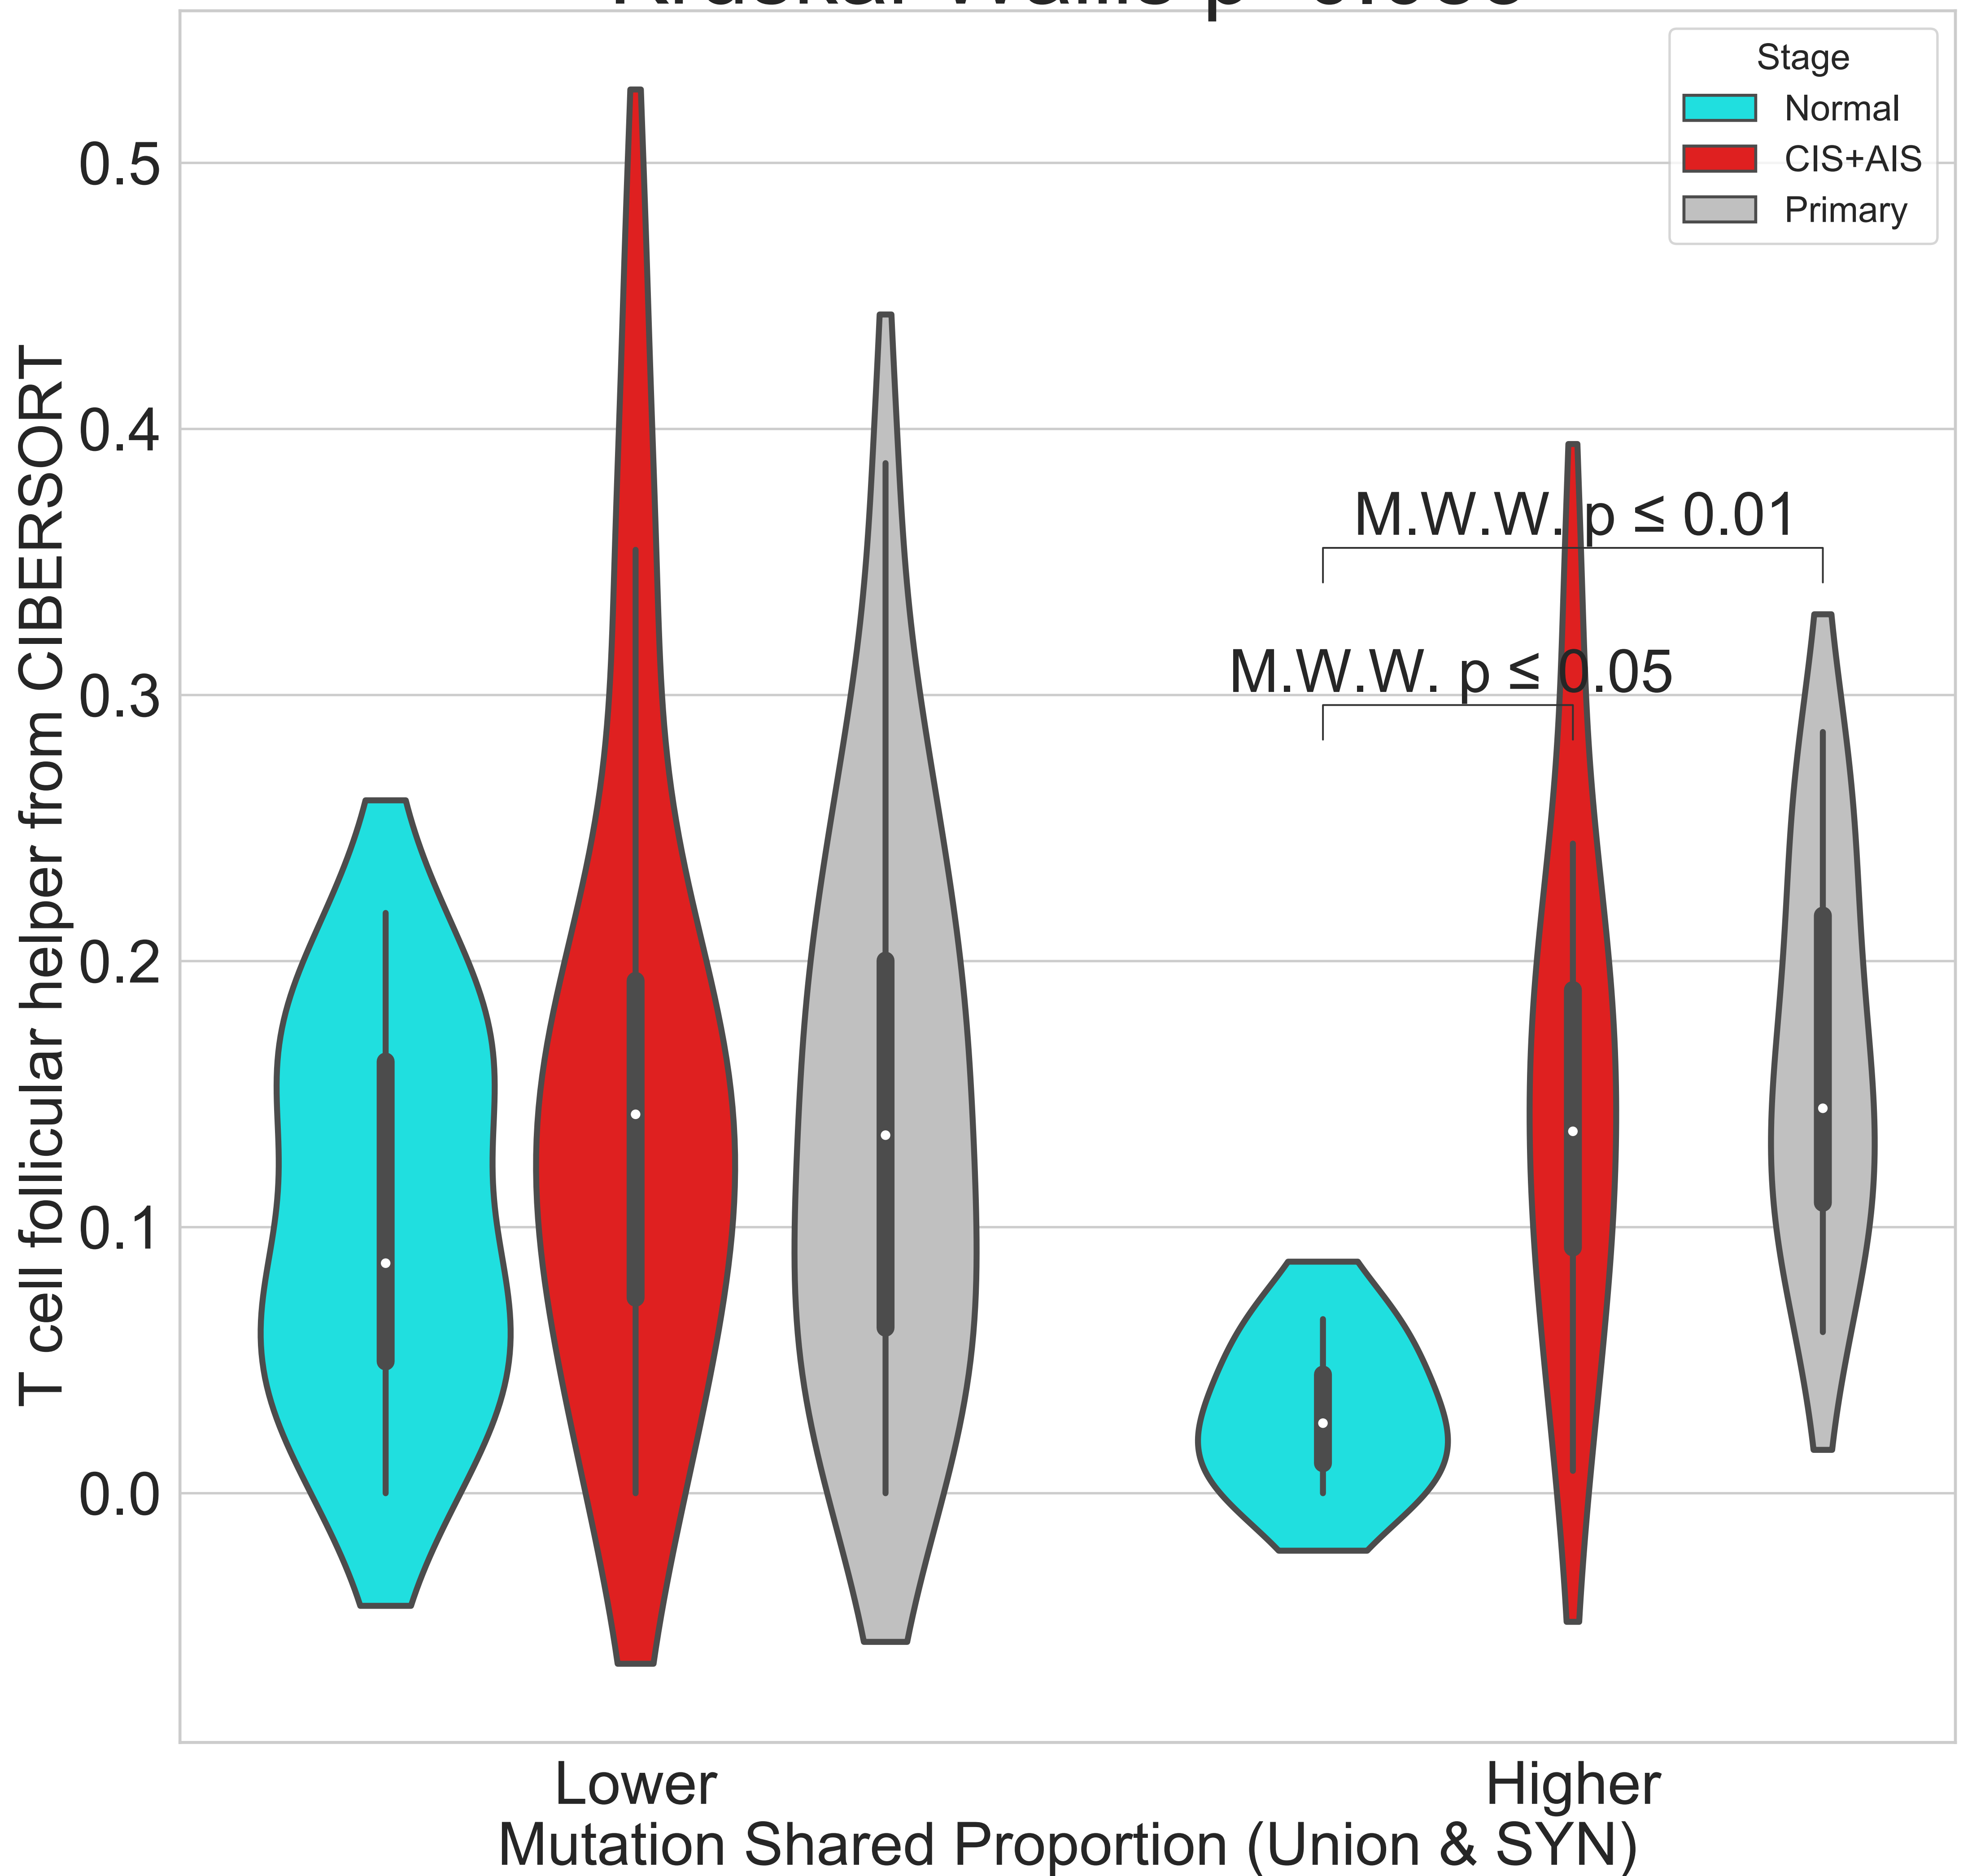 Stage
Normal
CIS+AIS
Primary
0.5
0.4
0.3
0.2
0.1
0.0
T cell follicular helper from CIBERSORT
M.W.W. p ≤ 0.01
M.W.W. p ≤ 0.05
Lower
Higher
Mutation Shared Proportion (Union & SYN)